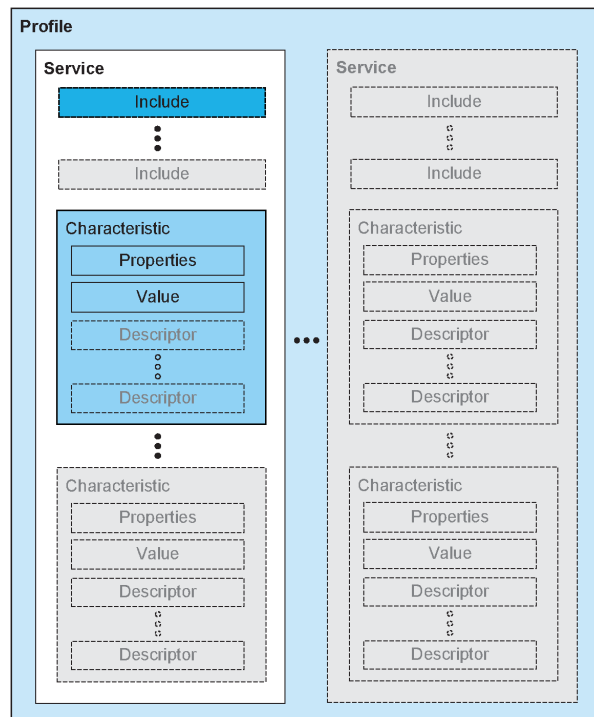 Profile
Service
Include
Include
Characteristic
Properties
Value
Descriptor
Descriptor
Characteristic
Properties
Value
Descriptor
Descriptor
Service
Include
Include
Characteristic
Properties
Value
Descriptor
Descriptor
Characteristic
Properties
Value
Descriptor
Descriptor